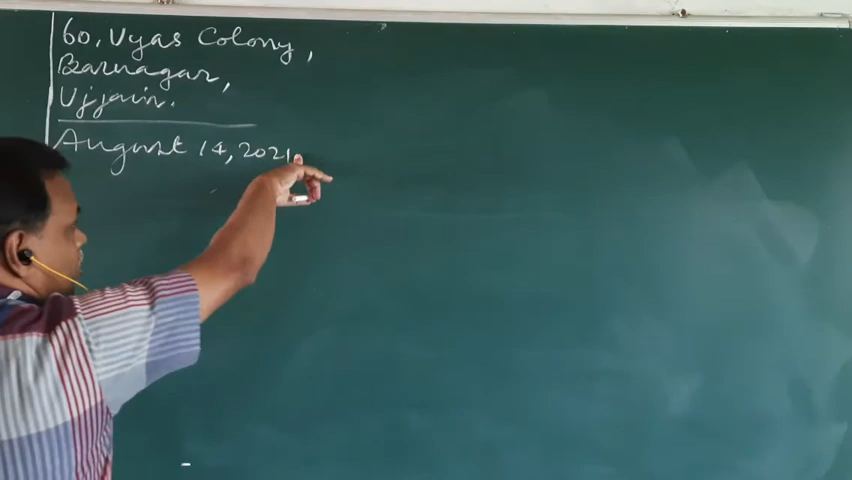 60, Vyas Colony,
Barnagar,
Ujjain.
August 14, 2021